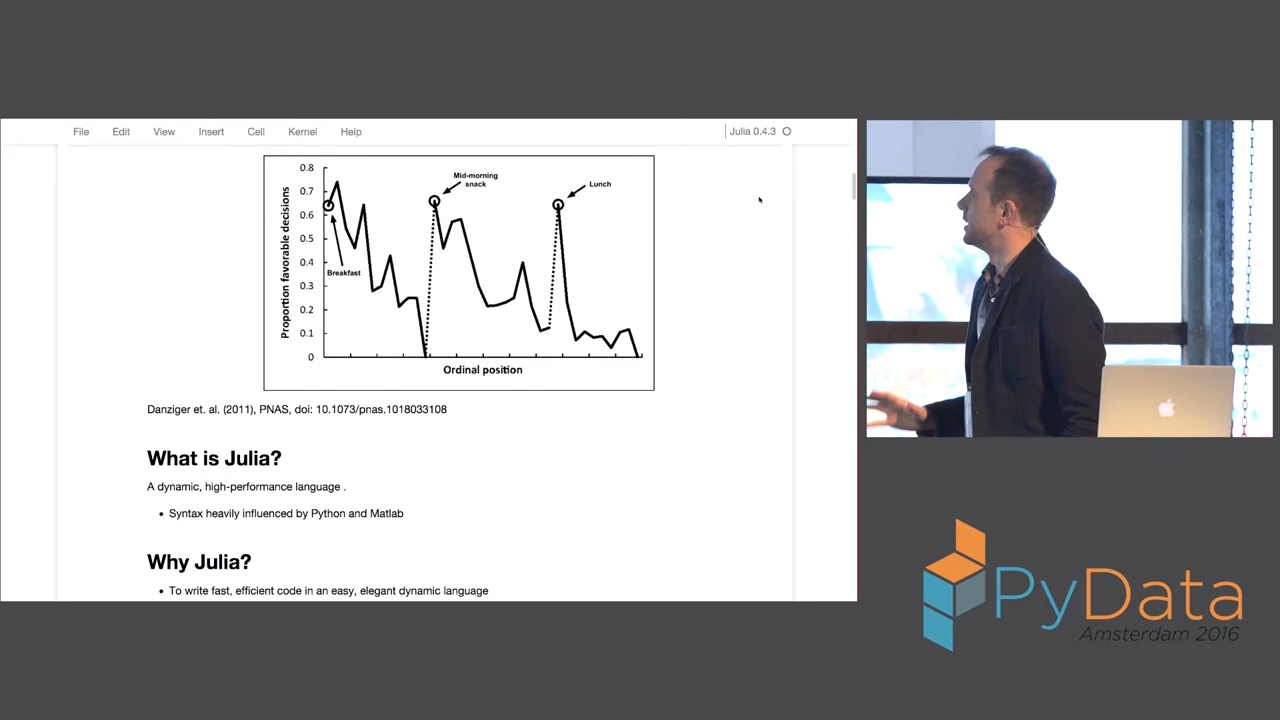 File Edit View Insert Cell Kernel Help Julia 0.4.3
Proportion favorable decisions
0.8
0.7
0.6
0.5
0.4
0.3
0.2
0.1
0
Breakfast
Mid-morning
snack
Lunch
Ordinal position
Danziger et. al. (2011), PNAS, doi: 10.1073/pnas.1018033108
What is Julia?
A dynamic, high-performance language .
• Syntax heavily influenced by Python and Matlab
Why Julia?
• To write fast, efficient code in an easy, elegant dynamic language
PyData
Amsterdam 2016